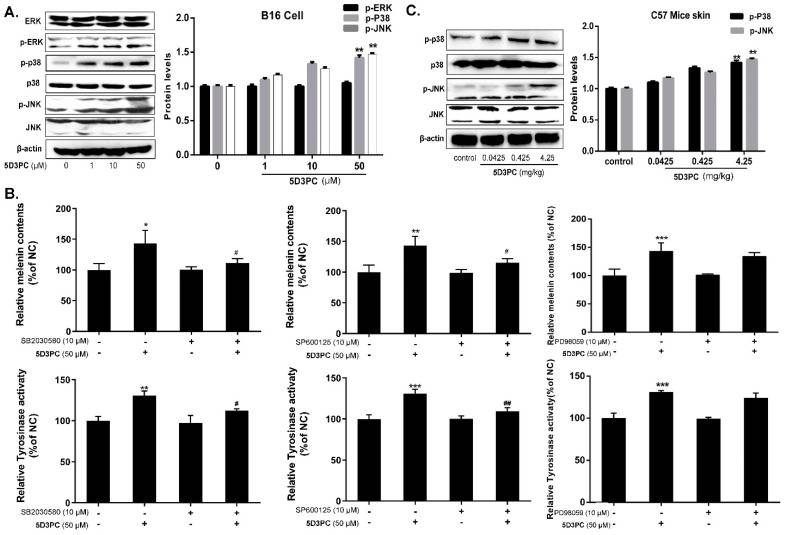 A.
ERK
p-ERK
p-p38
p38
p-JNK
JNK
β-actin
5D3PC (μM) 0 1 10 50
B16 Cell
p-ERK
p-P38
p-JNK
Protein levels
2.0
1.5
1.0
0.5
0.0
** **
0 1 10 50
5D3PC (μM)
C.
p-p38
p38
p-JNK
JNK
β-actin
control 0.0425 0.425 4.25
5D3PC (mg/kg)
C57 Mice skin
p-P38
p-JNK
Protein levels
2.0
1.5
1.0
0.5
0.0
** **
control 0.0425 0.425 4.25
5D3PC (mg/kg)
B.
Relative melenin contents
(%of NC)
200
150
100
50
0
* #
SB2030580 (10 μM) - - + +
5D3PC (50 μM) - + - +
Relative melenin contents
(%of NC)
200
150
100
50
0
** #
SP600125 (10 μM) - - + +
5D3PC (50 μM) - + - +
Relative melenin contents (%of NC)
200
150
100
50
0
***
PD98059 (10 μM) - - + +
5D3PC (50 μM) - + - +
Relative Tyrosinase activaty
(%of NC)
150
100
50
0
** #
SB2030580 (10 μM) - - + +
5D3PC (50 μM) - + - +
Relative Tyrosinase activaty
(%of NC)
150
100
50
0
*** ##
SP600125 (10 μM) - - + +
5D3PC (50 μM) - + - +
Relative Tyrosinase activaty(%of NC)
150
100
50
0
***
PD98059 (10 μM) - - + +
5D3PC (50 μM) - + - +